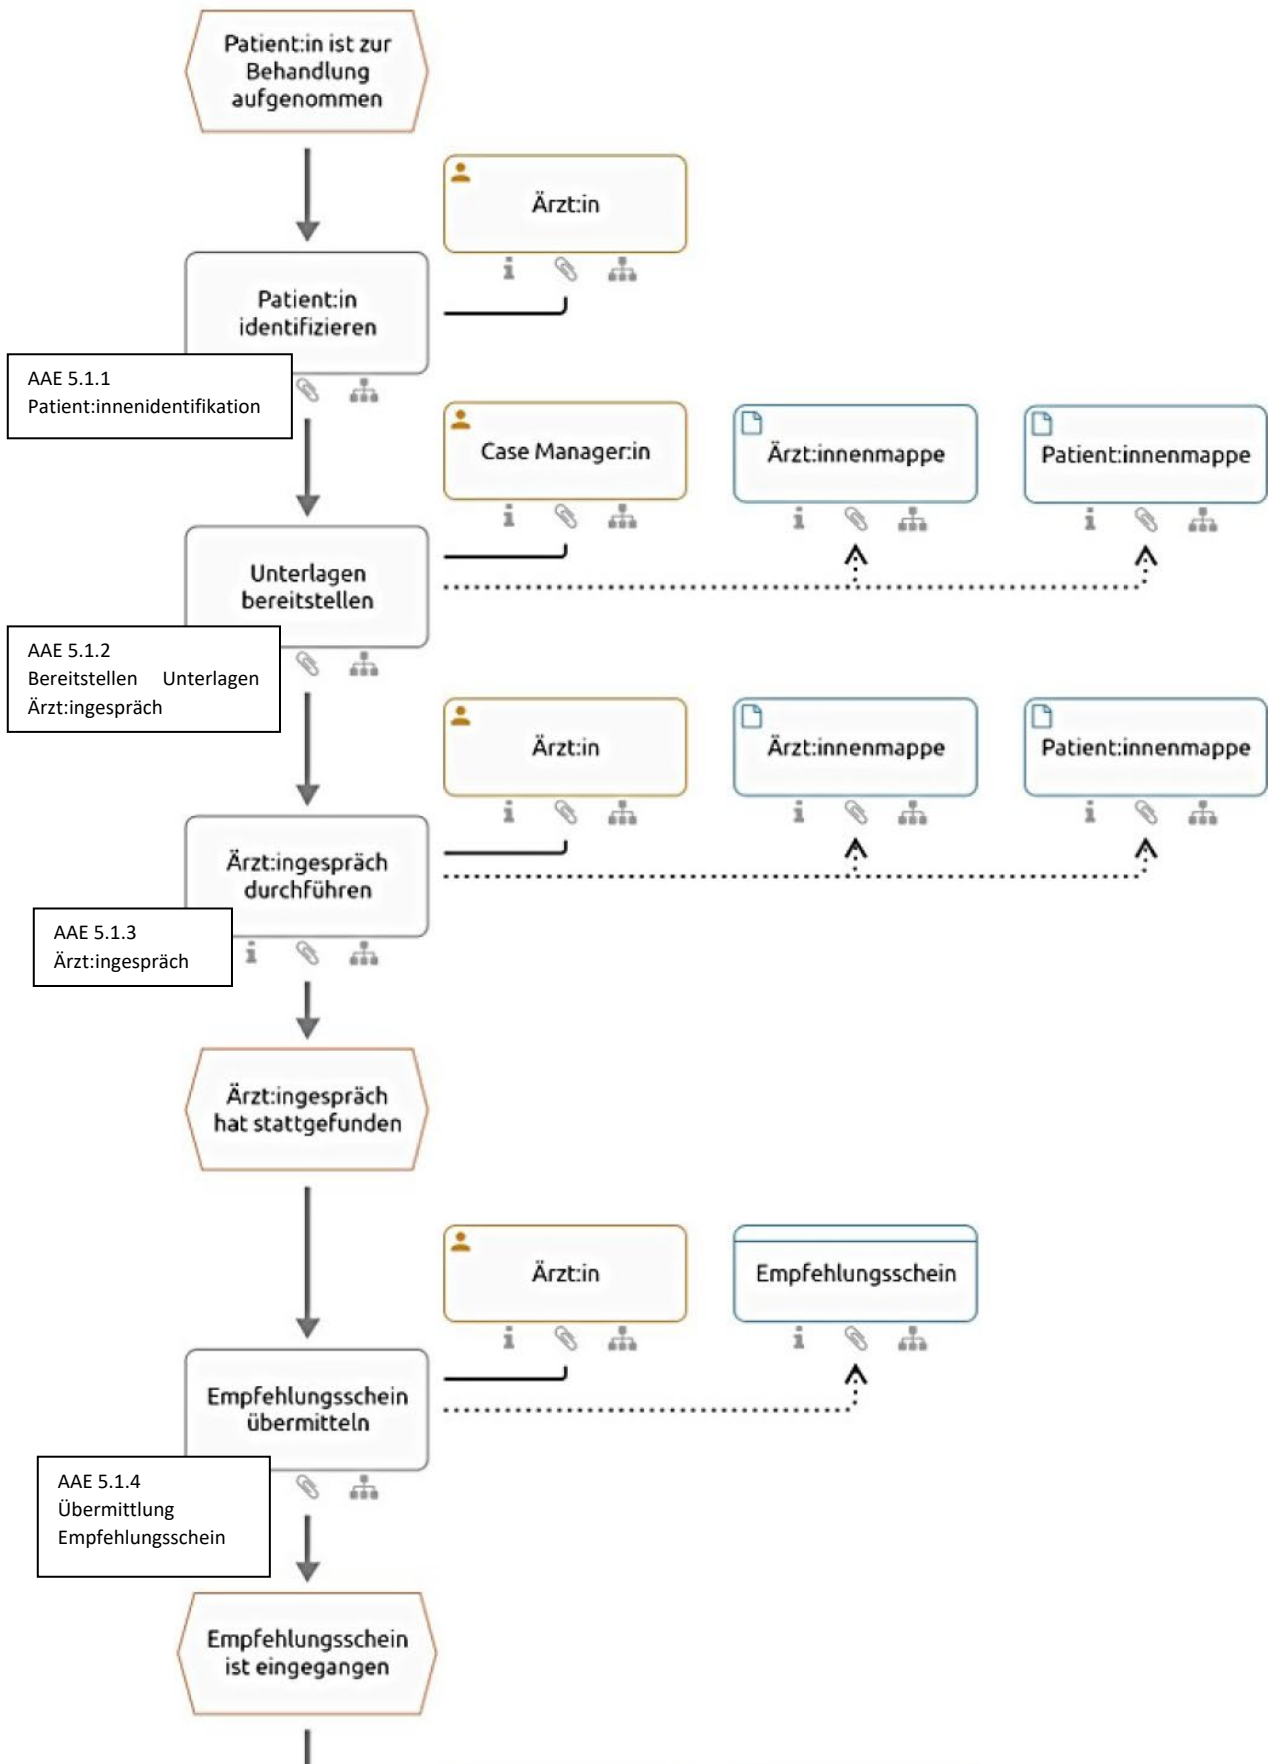 Patient:in ist zur
Behandlung
aufgenommen
Ärzt:in
Patient:in
identifizieren
AAE 5.1.1
Patient:innenidentifikation
Case Manager:in
Ärzt:innenmappe
Patient:innenmappe
Unterlagen
bereitstellen
AAE 5.1.2
Bereitstellen Unterlagen
Ärzt:ingespräch
Ärzt:in
Ärzt:innenmappe
Patient:innenmappe
Ärzt:ingespräch
durchführen
AAE 5.1.3
Ärzt:ingespräch
Ärzt:ingespräch
hat stattgefunden
Ärzt:in
Empfehlungsschein
Empfehlungsschein
übermitteln
AAE 5.1.4
Übermittlung
Empfehlungsschein
Empfehlungsschein
ist eingegangen